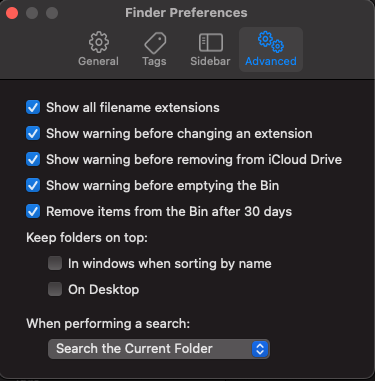 Finder Preferences
General
Tags
Sidebar
Advanced
Show all filename extensions
Show warning before changing an extension
Show warning before removing from iCloud Drive
Show warning before emptying the Bin
Remove items from the Bin after 30 days
Keep folders on top:
In windows when sorting by name
On Desktop
When performing a search:
Search the Current Folder